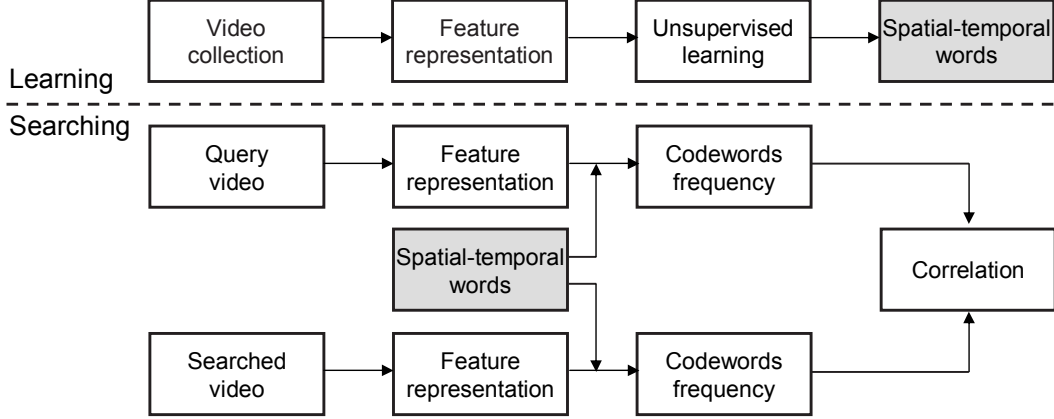 Video
collection
Feature
representation
Unsupervised
learning
Spatial-temporal
words
Learning
Searching
Query
video
Feature
representation
Codewords
frequency
Spatial-temporal
words
Correlation
Searched
video
Feature
representation
Codewords
frequency